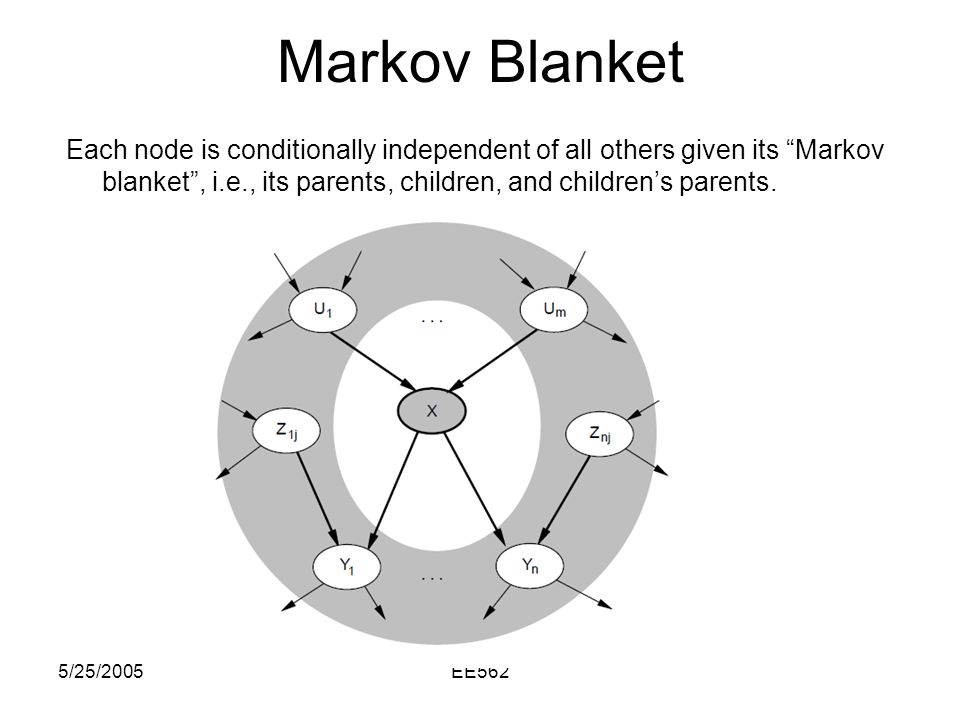 Markov Blanket
Each node is conditionally independent of all others given its “Markov
blanket”, i.e., its parents, children, and children’s parents.
U1 ... Um
X
Z1j Znj
Y1 ... Yn
5/25/2005 EE562